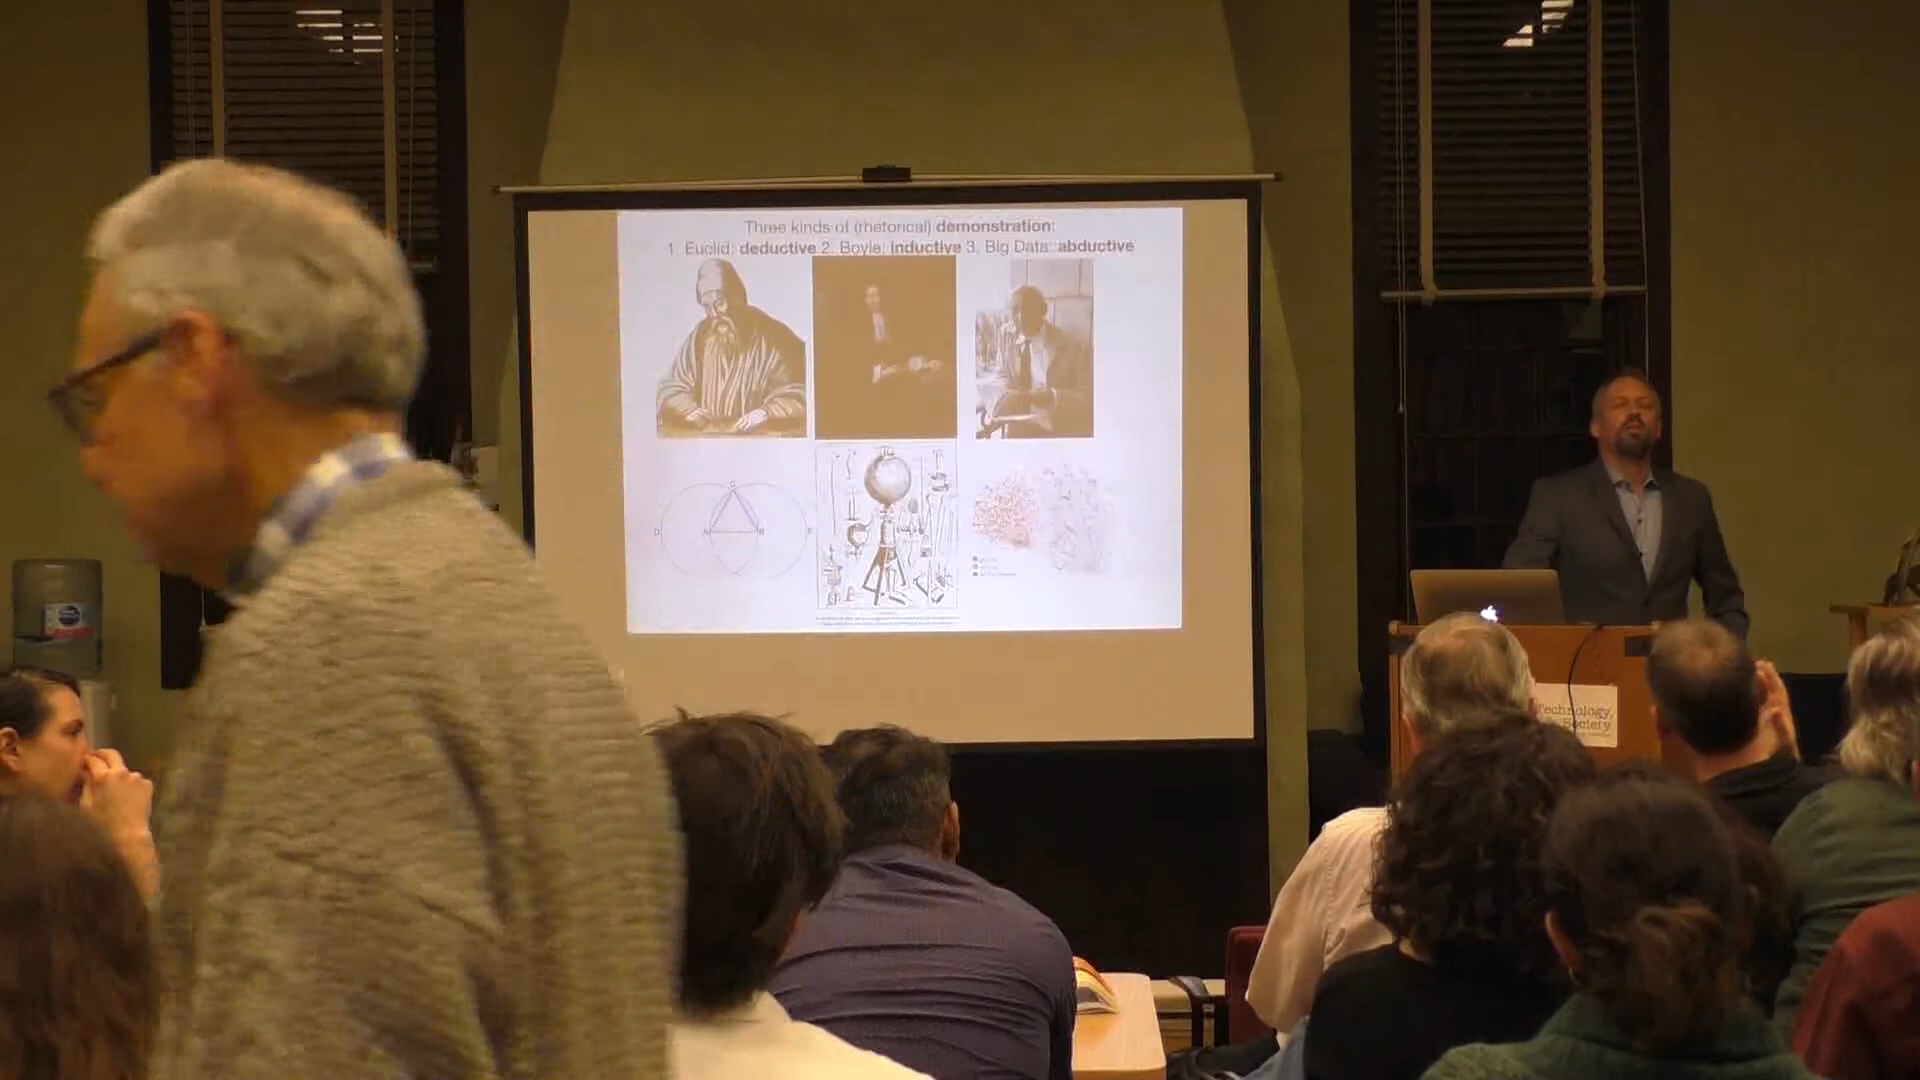 Three kinds of (rhetorical) demonstration:
1. Euclid: deductive 2. Boyle: inductive 3. Big Data: abductive
C
D A B E
Technology,
& Society